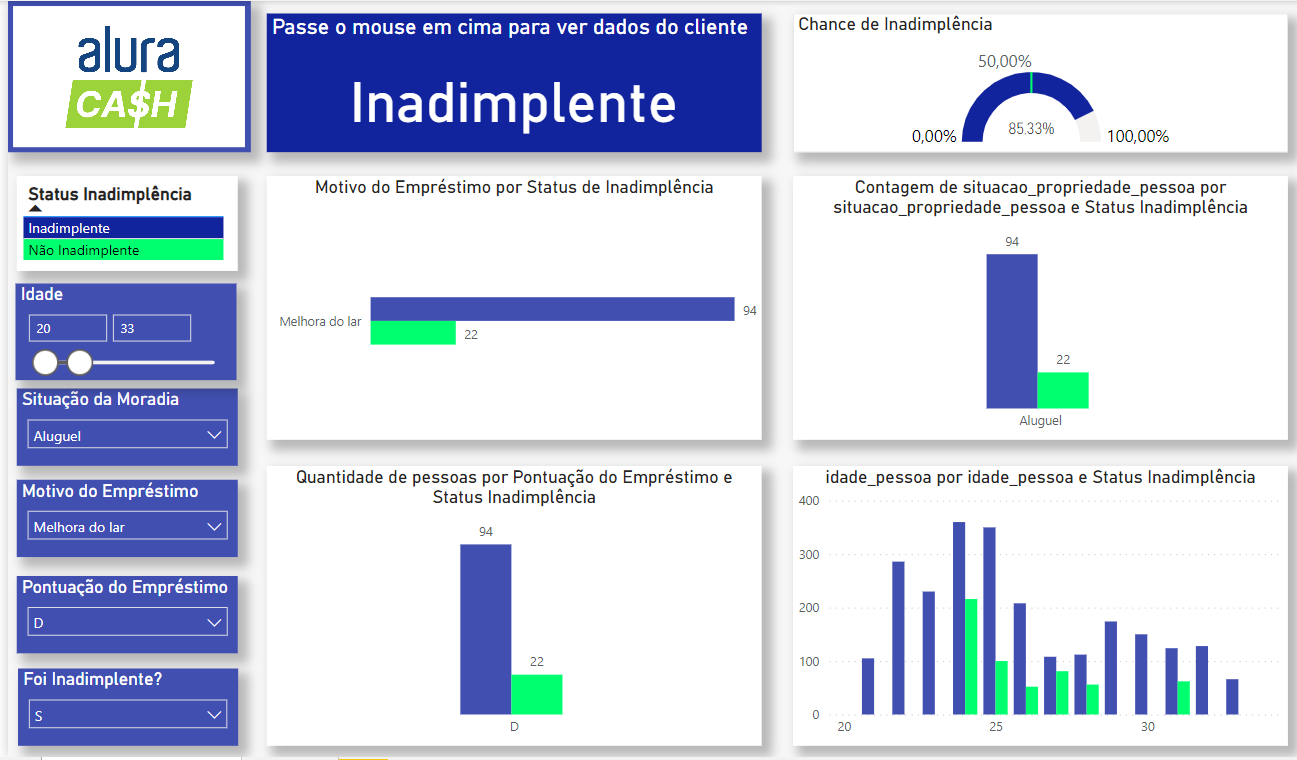 alura
CA$H
Passe o mouse em cima para ver dados do cliente
Inadimplente
Chance de Inadimplência
50,00%
0,00%
85,33%
100,00%
Status Inadimplência
Inadimplente
Não Inadimplente
Idade
20
33
Situação da Moradia
Aluguel
Motivo do Empréstimo
Melhora do lar
Pontuação do Empréstimo
D
Foi Inadimplente?
S
Motivo do Empréstimo por Status de Inadimplência
Melhora do lar
94
22
Contagem de situacao_propriedade_pessoa por
situacao_propriedade_pessoa e Status Inadimplência
94
22
Aluguel
Quantidade de pessoas por Pontuação do Empréstimo e
Status Inadimplência
94
22
D
idade_pessoa por idade_pessoa e Status Inadimplência
400
300
200
100
0
20
25
30